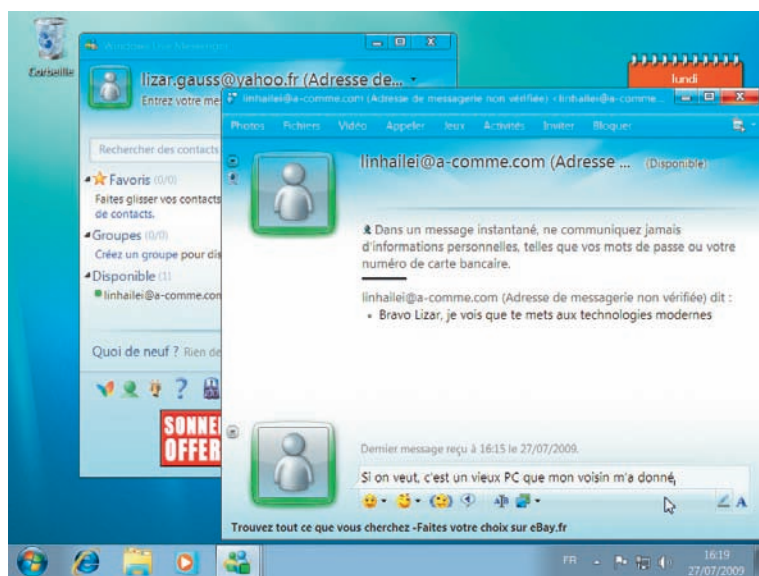 Corbeille
Windows Live Messenger
lizar.gauss@yahoo.fr (Adresse de...
Entrez votre me
Rechercher des contacts
Favoris (0/0)
Faites glisser vos contacts
de contacts.
Groupes (0/0)
Créez un groupe pour dis
Disponible (1)
linhailei@a-comme.com
Quoi de neuf ? Rien de
SONNE
OFFER
lundi
linhailei@a-comme.com (Adresse de messagerie non vérifiée) <linhailei@a-comme...
Photos Fichiers Vidéo Appeler Jeux Activités Inviter Bloquer
linhailei@a-comme.com (Adresse ... (Disponible)
Dans un message instantané, ne communiquez jamais
d'informations personnelles, telles que vos mots de passe ou votre
numéro de carte bancaire.
linhailei@a-comme.com (Adresse de messagerie non vérifiée) dit :
Bravo Lizar, je vois que te mets aux technologies modernes
Dernier message reçu à 16:15 le 27/07/2009.
Si on veut, c'est un vieux PC que mon voisin m'a donné,
Trouvez tout ce que vous cherchez -Faites votre choix sur eBay.fr
FR
16:19
27/07/2009